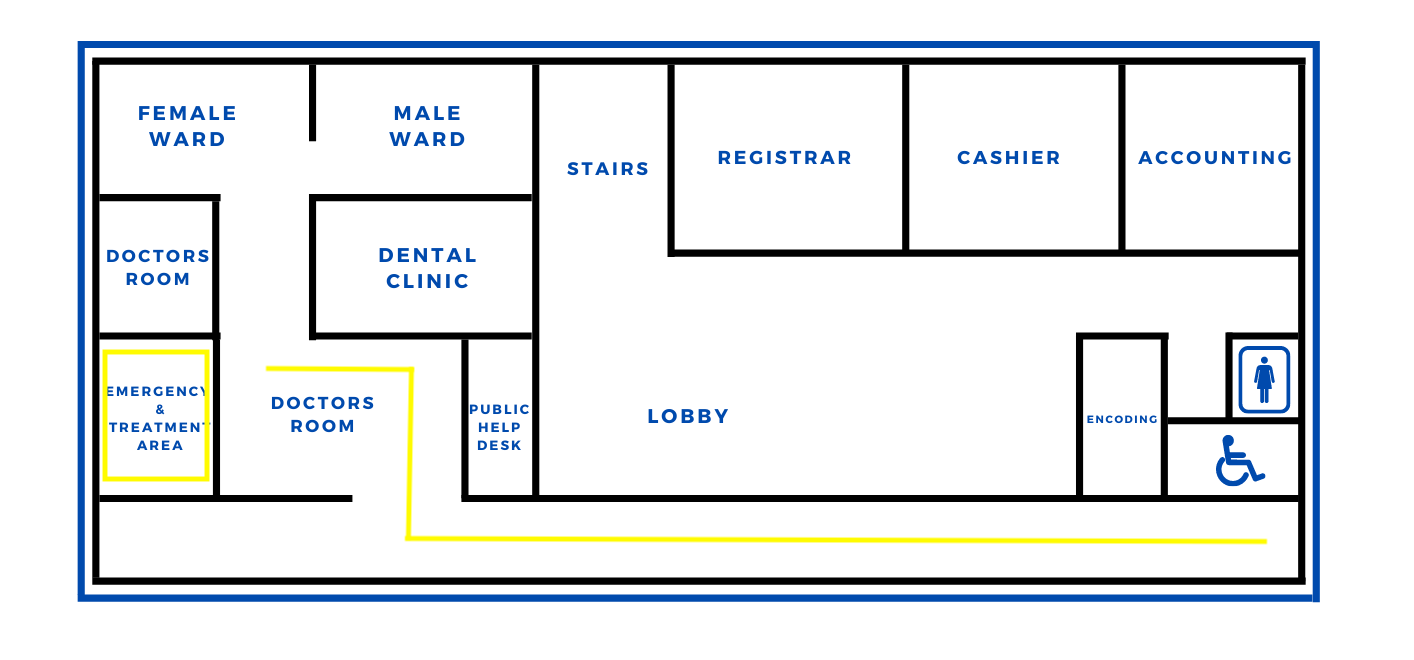 FEMALE
WARD
MALE
WARD
STAIRS
REGISTRAR
CASHIER
ACCOUNTING
DOCTORS
ROOM
DENTAL
CLINIC
EMERGENCY
&
TREATMENT
AREA
DOCTORS
ROOM
PUBLIC
HELP
DESK
LOBBY
ENCODING